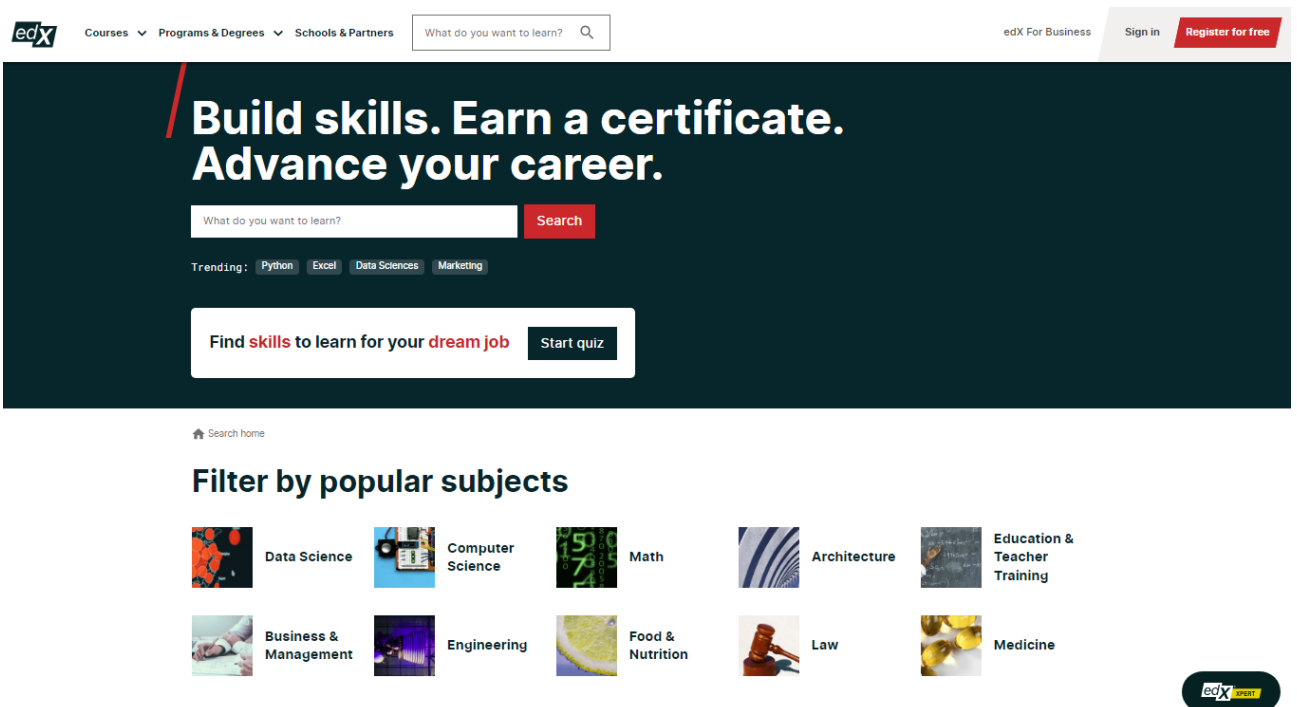 edX
Courses
Programs & Degrees
Schools & Partners
What do you want to learn?
edX For Business
Sign in
Register for free
Build skills. Earn a certificate.
Advance your career.
What do you want to learn?
Search
Trending:
Python
Excel
Data Sciences
Marketing
Find skills to learn for your dream job
Start quiz
Search home
Filter by popular subjects
Data Science
Computer
Science
Math
Architecture
Education &
Teacher
Training
Business &
Management
Engineering
Food &
Nutrition
Law
Medicine
edX XPERT